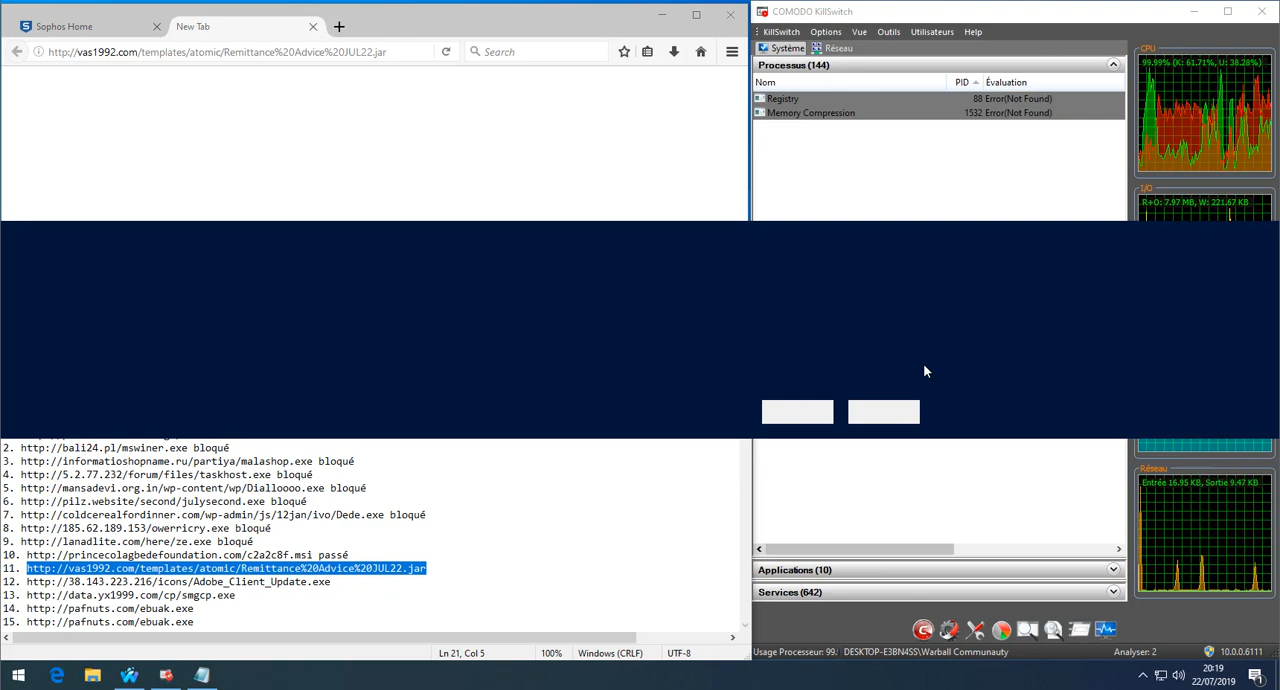 Sophos Home
New Tab
http://vas1992.com/templates/atomic/Remittance%20Advice%20JUL22.jar
Search
COMODO KillSwitch
KillSwitch Options Vue Outils Utilisateurs Help
Système Réseau
Processus (144)
Nom PID Évaluation
Registry 88 Error(Not Found)
Memory Compression 1532 Error(Not Found)
CPU
99.99% (K: 61.71%, U: 38.28%)
I/O
R+O: 7.97 MB, W: 221.67 KB
Réseau
Entrée 16.95 KB, Sortie 9.47 KB
2. http://bali24.pl/mswiner.exe bloqué
3. http://informatioshopname.ru/partiya/malashop.exe bloqué
4. http://5.2.77.232/forum/files/taskhost.exe bloqué
5. http://mansadevi.org.in/wp-content/wp/Dialloooo.exe bloqué
6. http://pilz.website/second/julysecond.exe bloqué
7. http://coldcerealfordinner.com/wp-admin/js/12jan/ivo/Dede.exe bloqué
8. http://185.62.189.153/owerricry.exe bloqué
9. http://lanadlite.com/here/ze.exe bloqué
10. http://princecolagbedefoundation.com/c2a2c8f.msi passé
11. http://vas1992.com/templates/atomic/Remittance%20Advice%20JUL22.jar
12. http://38.143.223.216/icons/Adobe_Client_Update.exe
13. http://data.yx1999.com/cp/smgcp.exe
14. http://pafnuts.com/ebuak.exe
15. http://pafnuts.com/ebuak.exe
Ln 21, Col 5 100% Windows (CRLF) UTF-8
Applications (10)
Services (642)
Usage Processeur: 99. DESKTOP-E3BN4SS\Warball Communauty Analyser: 2 10.0.0.6111
20:19
22/07/2019
1